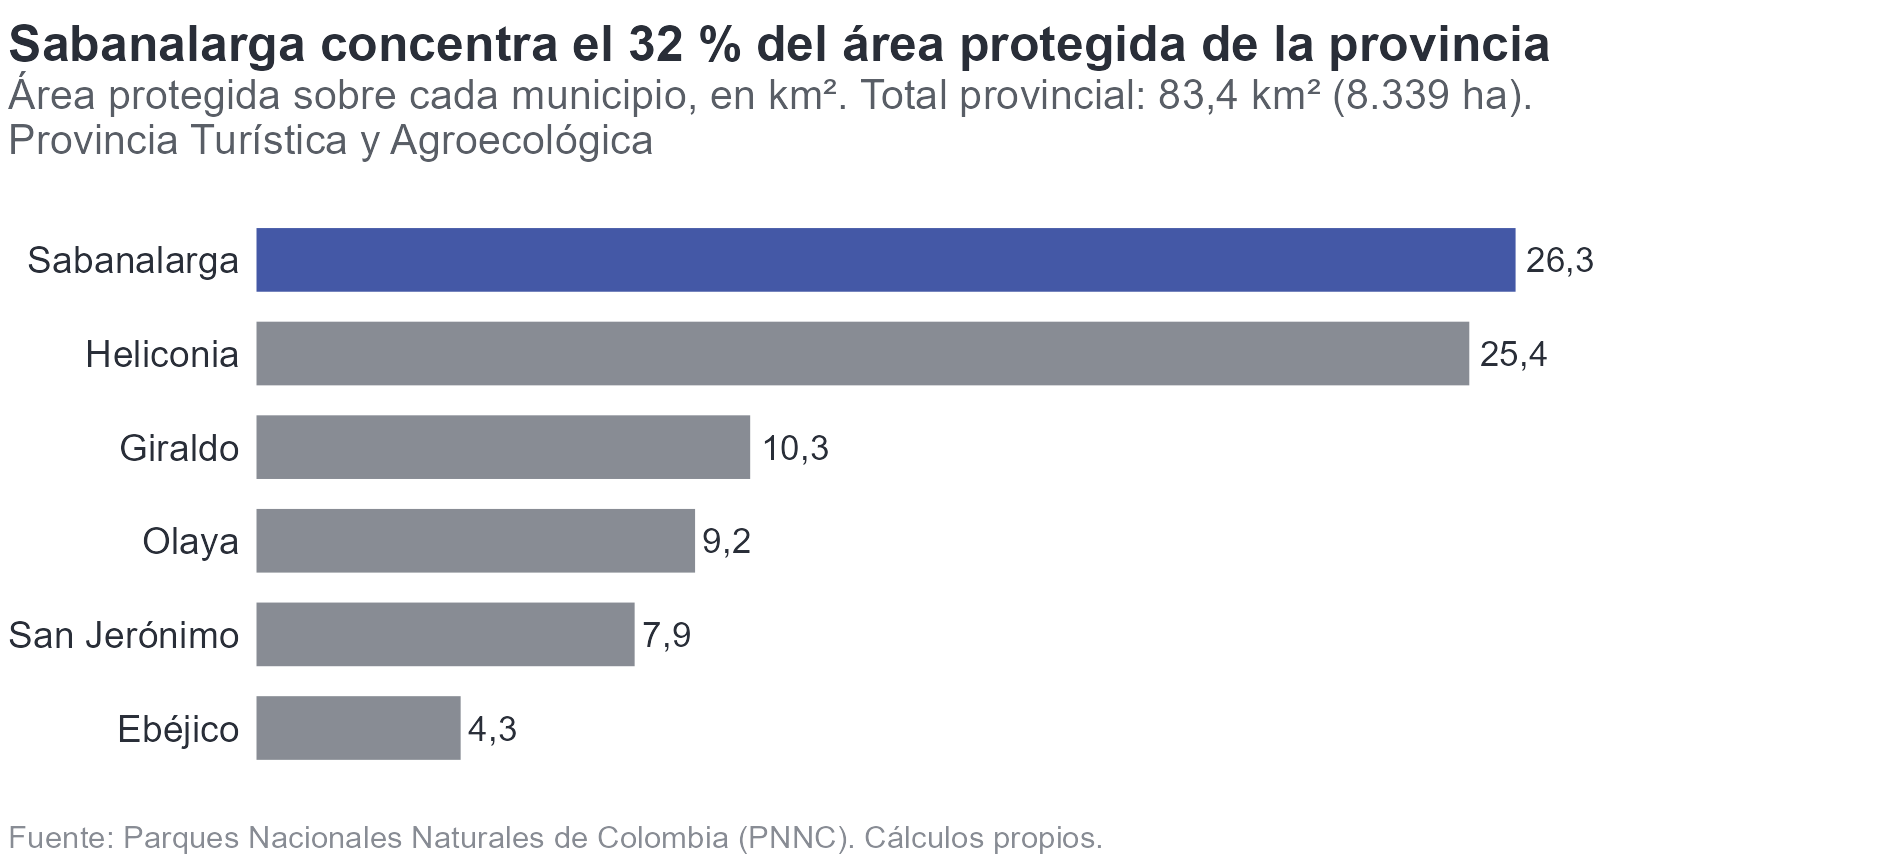 Sabanalarga concentra el 32 % del área protegida de la provincia
Área protegida sobre cada municipio, en km². Total provincial: 83,4 km² (8.339 ha).
Provincia Turística y Agroecológica
Sabanalarga 26,3
Heliconia 25,4
Giraldo 10,3
Olaya 9,2
San Jerónimo 7,9
Ebéjico 4,3
Fuente: Parques Nacionales Naturales de Colombia (PNNC). Cálculos propios.